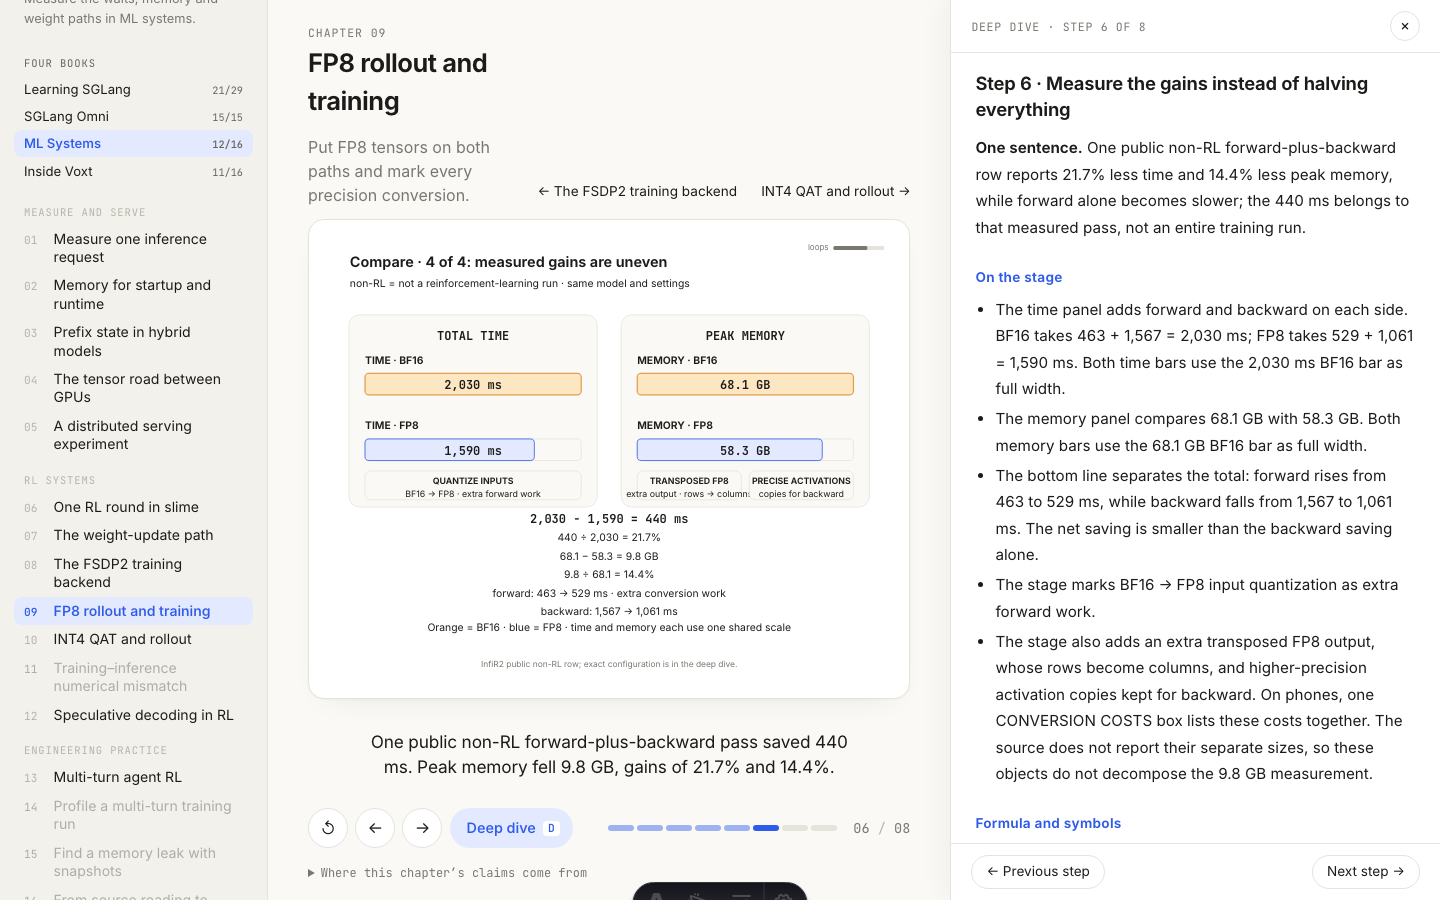 Measure the waits, memory and
weight paths in ML systems.
FOUR BOOKS
Learning SGLang 21/29
SGLang Omni 15/15
ML Systems 12/16
Inside Voxt 11/16
MEASURE AND SERVE
01 Measure one inference
request
02 Memory for startup and
runtime
03 Prefix state in hybrid
models
04 The tensor road between
GPUs
05 A distributed serving
experiment
RL SYSTEMS
06 One RL round in slime
07 The weight-update path
08 The FSDP2 training
backend
09 FP8 rollout and training
10 INT4 QAT and rollout
11 Training–inference
numerical mismatch
12 Speculative decoding in RL
ENGINEERING PRACTICE
13 Multi-turn agent RL
14 Profile a multi-turn training
run
15 Find a memory leak with
snapshots
16 From source reading to
CHAPTER 09
FP8 rollout and
training
Put FP8 tensors on both
paths and mark every
precision conversion.
← The FSDP2 training backend INT4 QAT and rollout →
loops
Compare · 4 of 4: measured gains are uneven
non-RL = not a reinforcement-learning run · same model and settings
TOTAL TIME
TIME · BF16
2,030 ms
TIME · FP8
1,590 ms
QUANTIZE INPUTS
BF16 → FP8 · extra forward work
PEAK MEMORY
MEMORY · BF16
68.1 GB
MEMORY · FP8
58.3 GB
TRANSPOSED FP8
extra output · rows → columns
PRECISE ACTIVATIONS
copies for backward
2,030 - 1,590 = 440 ms
440 ÷ 2,030 = 21.7%
68.1 − 58.3 = 9.8 GB
9.8 ÷ 68.1 = 14.4%
forward: 463 → 529 ms · extra conversion work
backward: 1,567 → 1,061 ms
Orange = BF16 · blue = FP8 · time and memory each use one shared scale
InfiR2 public non-RL row; exact configuration is in the deep dive.
One public non-RL forward-plus-backward pass saved 440
ms. Peak memory fell 9.8 GB, gains of 21.7% and 14.4%.
← → Deep dive D 06 / 08
▶ Where this chapter's claims come from
DEEP DIVE · STEP 6 OF 8 ×
Step 6 · Measure the gains instead of halving
everything
One sentence. One public non-RL forward-plus-backward
row reports 21.7% less time and 14.4% less peak memory,
while forward alone becomes slower; the 440 ms belongs to
that measured pass, not an entire training run.
On the stage
• The time panel adds forward and backward on each side.
BF16 takes 463 + 1,567 = 2,030 ms; FP8 takes 529 + 1,061
= 1,590 ms. Both time bars use the 2,030 ms BF16 bar as
full width.
• The memory panel compares 68.1 GB with 58.3 GB. Both
memory bars use the 68.1 GB BF16 bar as full width.
• The bottom line separates the total: forward rises from
463 to 529 ms, while backward falls from 1,567 to 1,061
ms. The net saving is smaller than the backward saving
alone.
• The stage marks BF16 → FP8 input quantization as extra
forward work.
• The stage also adds an extra transposed FP8 output,
whose rows become columns, and higher-precision
activation copies kept for backward. On phones, one
CONVERSION COSTS box lists these costs together. The
source does not report their separate sizes, so these
objects do not decompose the 9.8 GB measurement.
Formula and symbols
← Previous step Next step →